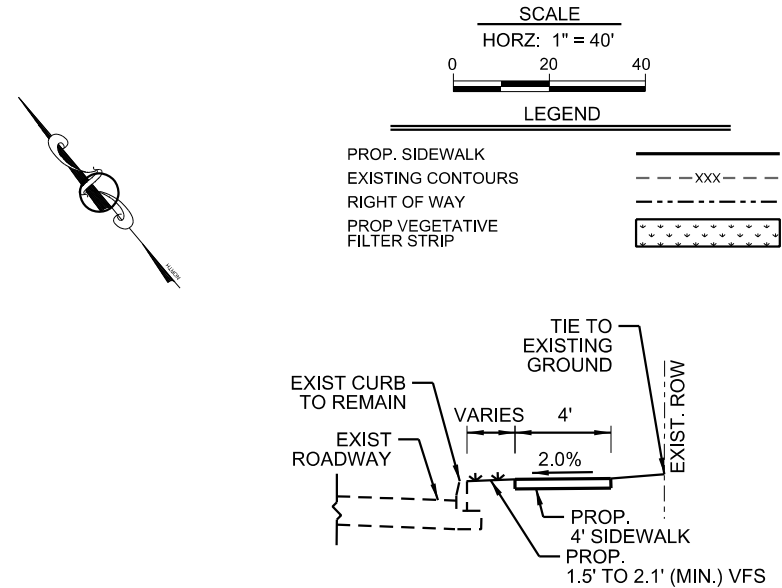 SCALE
HORZ: 1" = 40'
0 20 40
LEGEND
PROP. SIDEWALK
EXISTING CONTOURS
XXX
RIGHT OF WAY
PROP VEGETATIVE
FILTER STRIP
NORTH
TIE TO
EXISTING
GROUND
EXIST CURB
TO REMAIN
VARIES 4'
EXIST
ROADWAY
2.0%
EXIST. ROW
PROP.
4' SIDEWALK
PROP.
1.5' TO 2.1' (MIN.) VFS